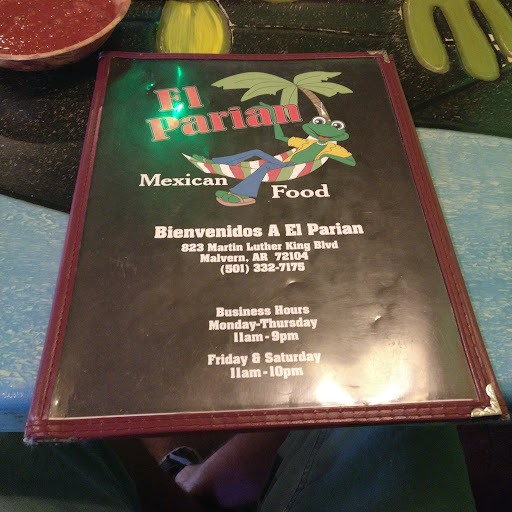 El
Parian
Mexican Food
Bienvenidos A El Parian
823 Martin Luther King Blvd
Malvern, AR 72104
(501) 332-7175
Business Hours
Monday-Thursday
11am-9pm
Friday & Saturday
11am-10pm